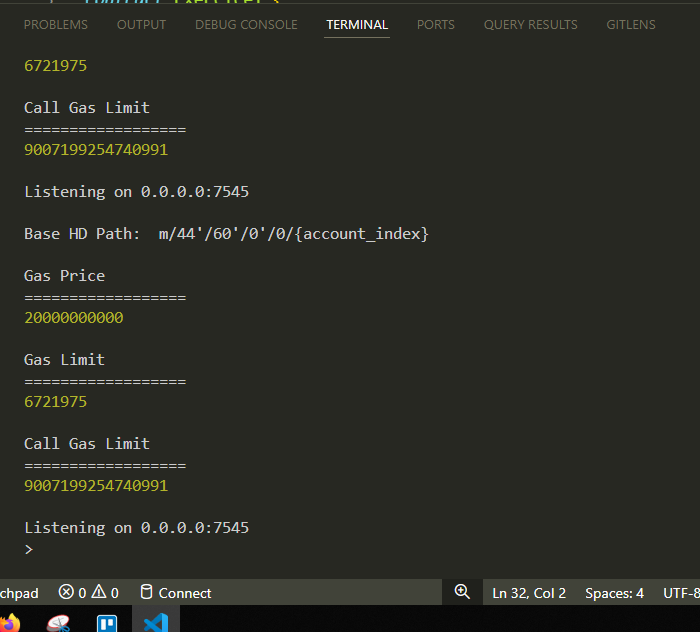 PROBLEMS OUTPUT DEBUG CONSOLE TERMINAL PORTS QUERY RESULTS GITLENS
6721975
Call Gas Limit
==================
9007199254740991
Listening on 0.0.0.0:7545
Base HD Path:  m/44'/60'/0'/0/{account_index}
Gas Price
==================
20000000000
Gas Limit
==================
6721975
Call Gas Limit
==================
9007199254740991
Listening on 0.0.0.0:7545
>
chpad 0 0 Connect Ln 32, Col 2 Spaces: 4 UTF-8